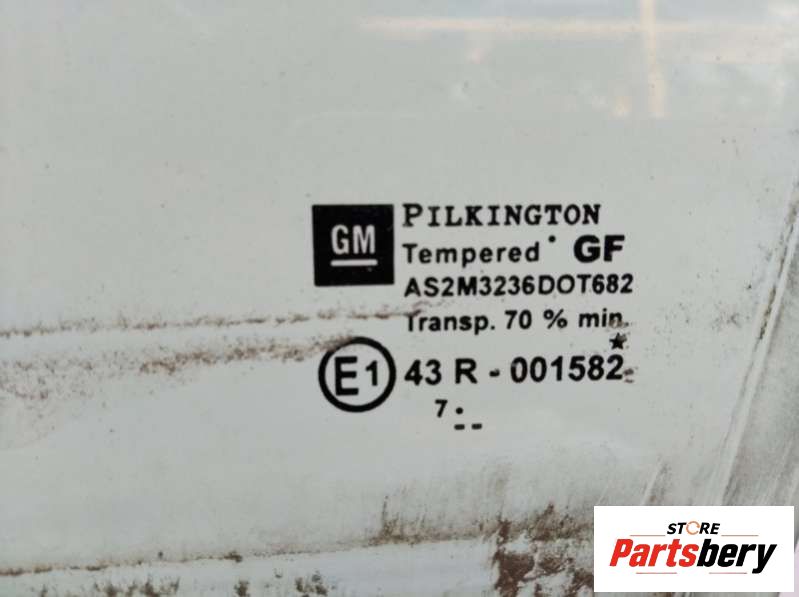 GM
PILKINGTON
Tempered GF
AS2M3236DOT682
Transp. 70 % min.
E1 43 R - 001582
7
STORE
Partsbery